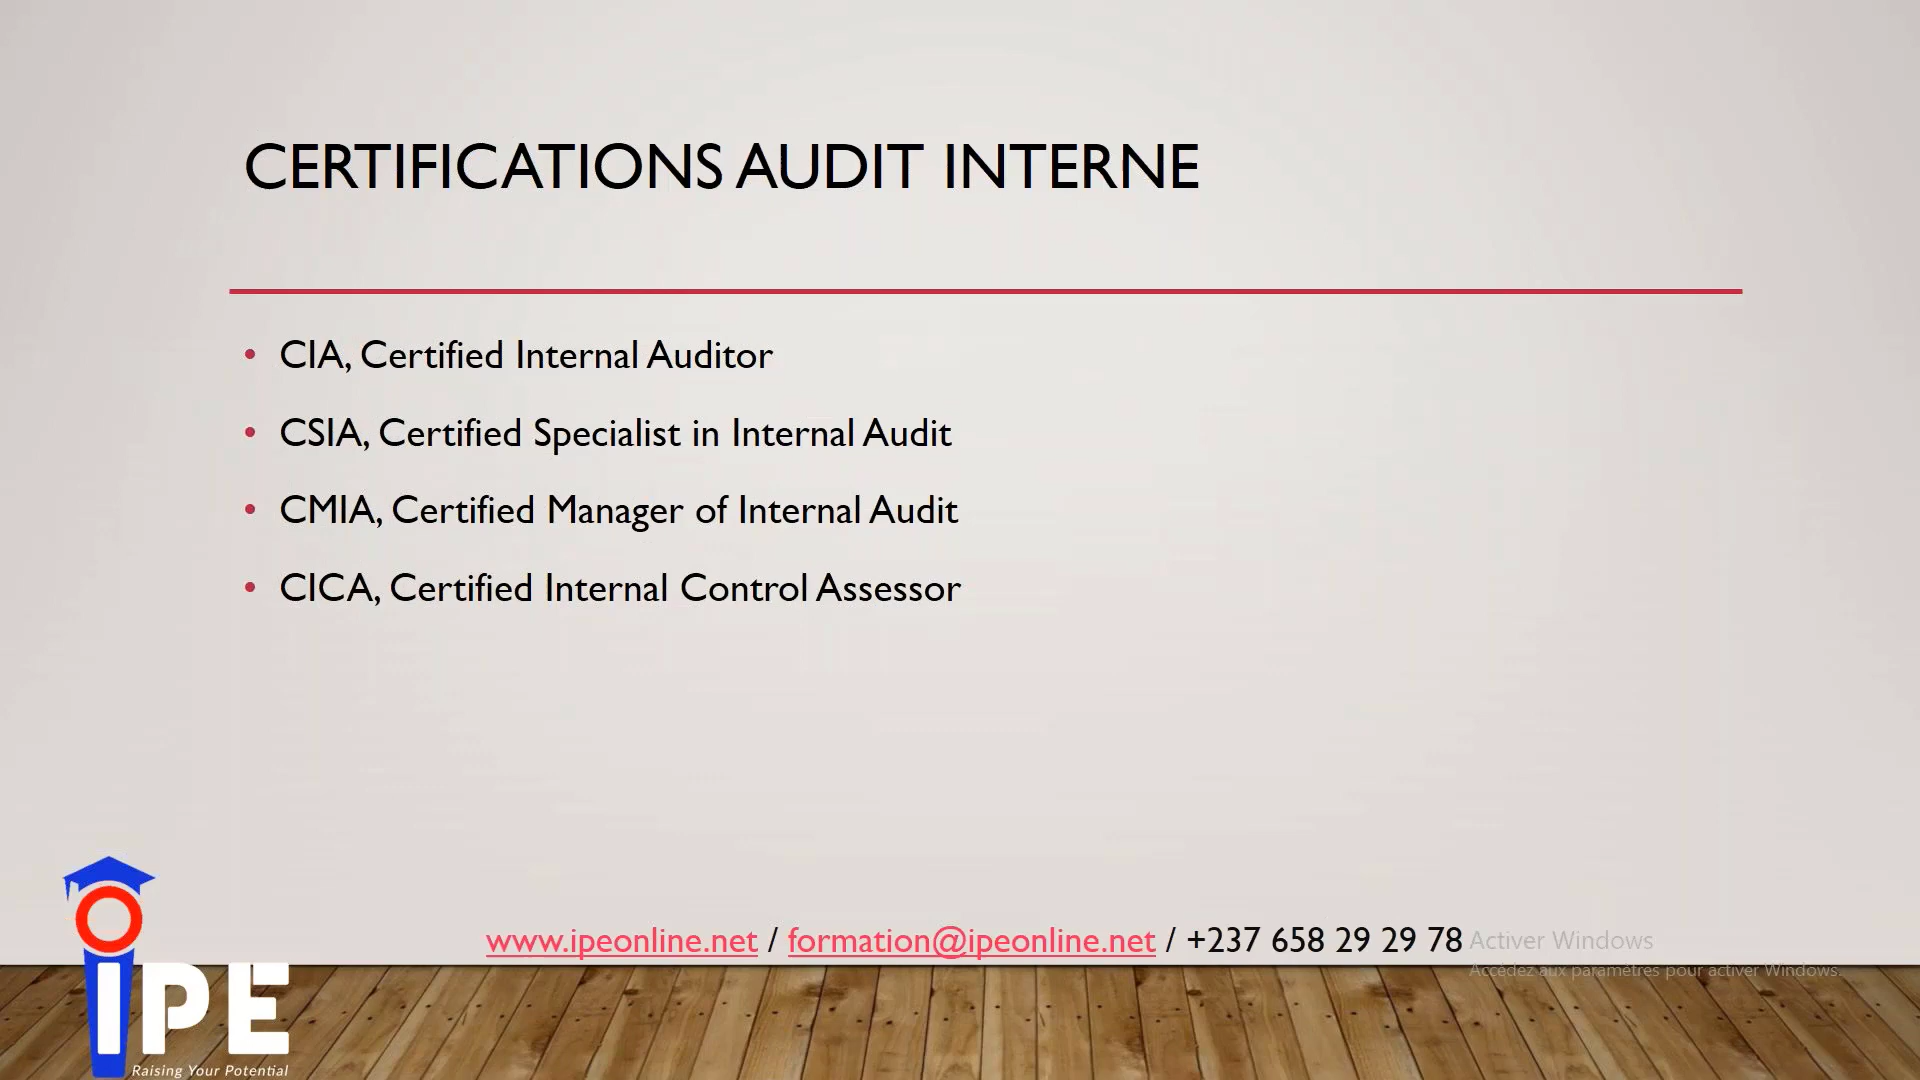 CERTIFICATIONS AUDIT INTERNE
• CIA, Certified Internal Auditor
• CSIA, Certified Specialist in Internal Audit
• CMIA, Certified Manager of Internal Audit
• CICA, Certified Internal Control Assessor
www.ipeonline.net / formation@ipeonline.net / +237 658 29 29 78
Activer Windows
Accédez aux paramètres pour activer Windows.
iPE
Raising Your Potential